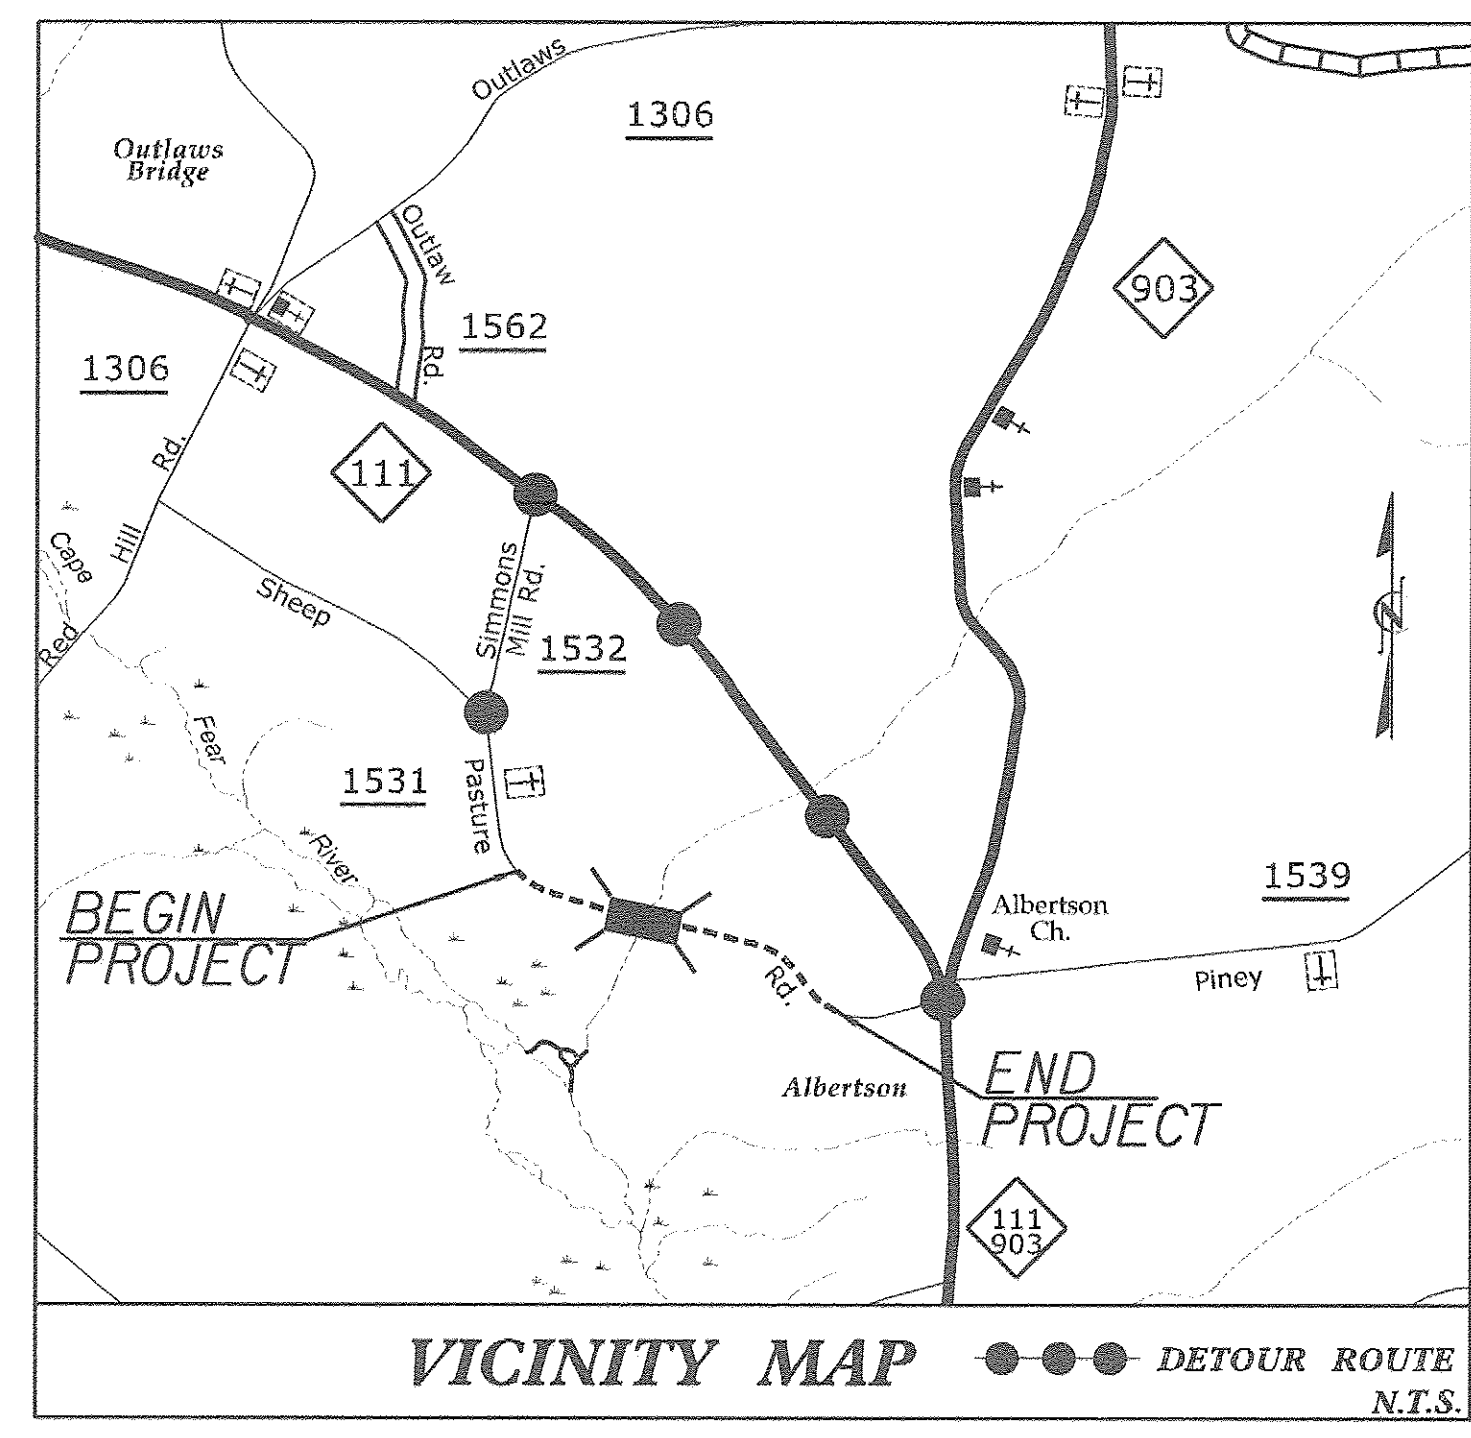 Outlaws
1306
Outlaws
Bridge
Outlaw
Rd.
903
1562
1306
111
Rd.
Hill
Red
Cape
Sheep
Simmons
Mill Rd.
1532
N
Fear
1531
Pasture
River
BEGIN
PROJECT
Rd.
Albertson
Ch.
1539
Piney
Albertson
END
PROJECT
111
903
VICINITY MAP
DETOUR ROUTE
N.T.S.